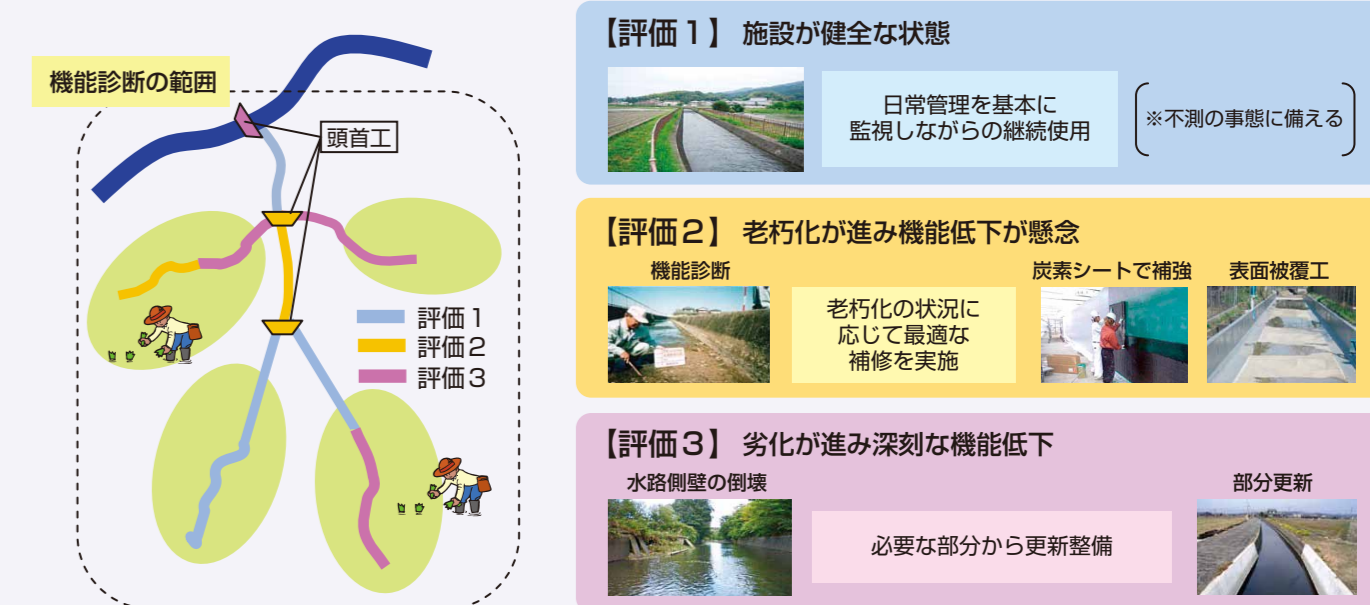 機能診断の範囲
頭首工
評価1
評価2
評価3
【評価1】 施設が健全な状態
日常管理を基本に
監視しながらの継続使用
※不測の事態に備える
【評価2】 老朽化が進み機能低下が懸念
機能診断
老朽化の状況に
応じて最適な
補修を実施
炭素シートで補強
表面被覆工
【評価3】 劣化が進み深刻な機能低下
水路側壁の倒壊
必要な部分から更新整備
部分更新